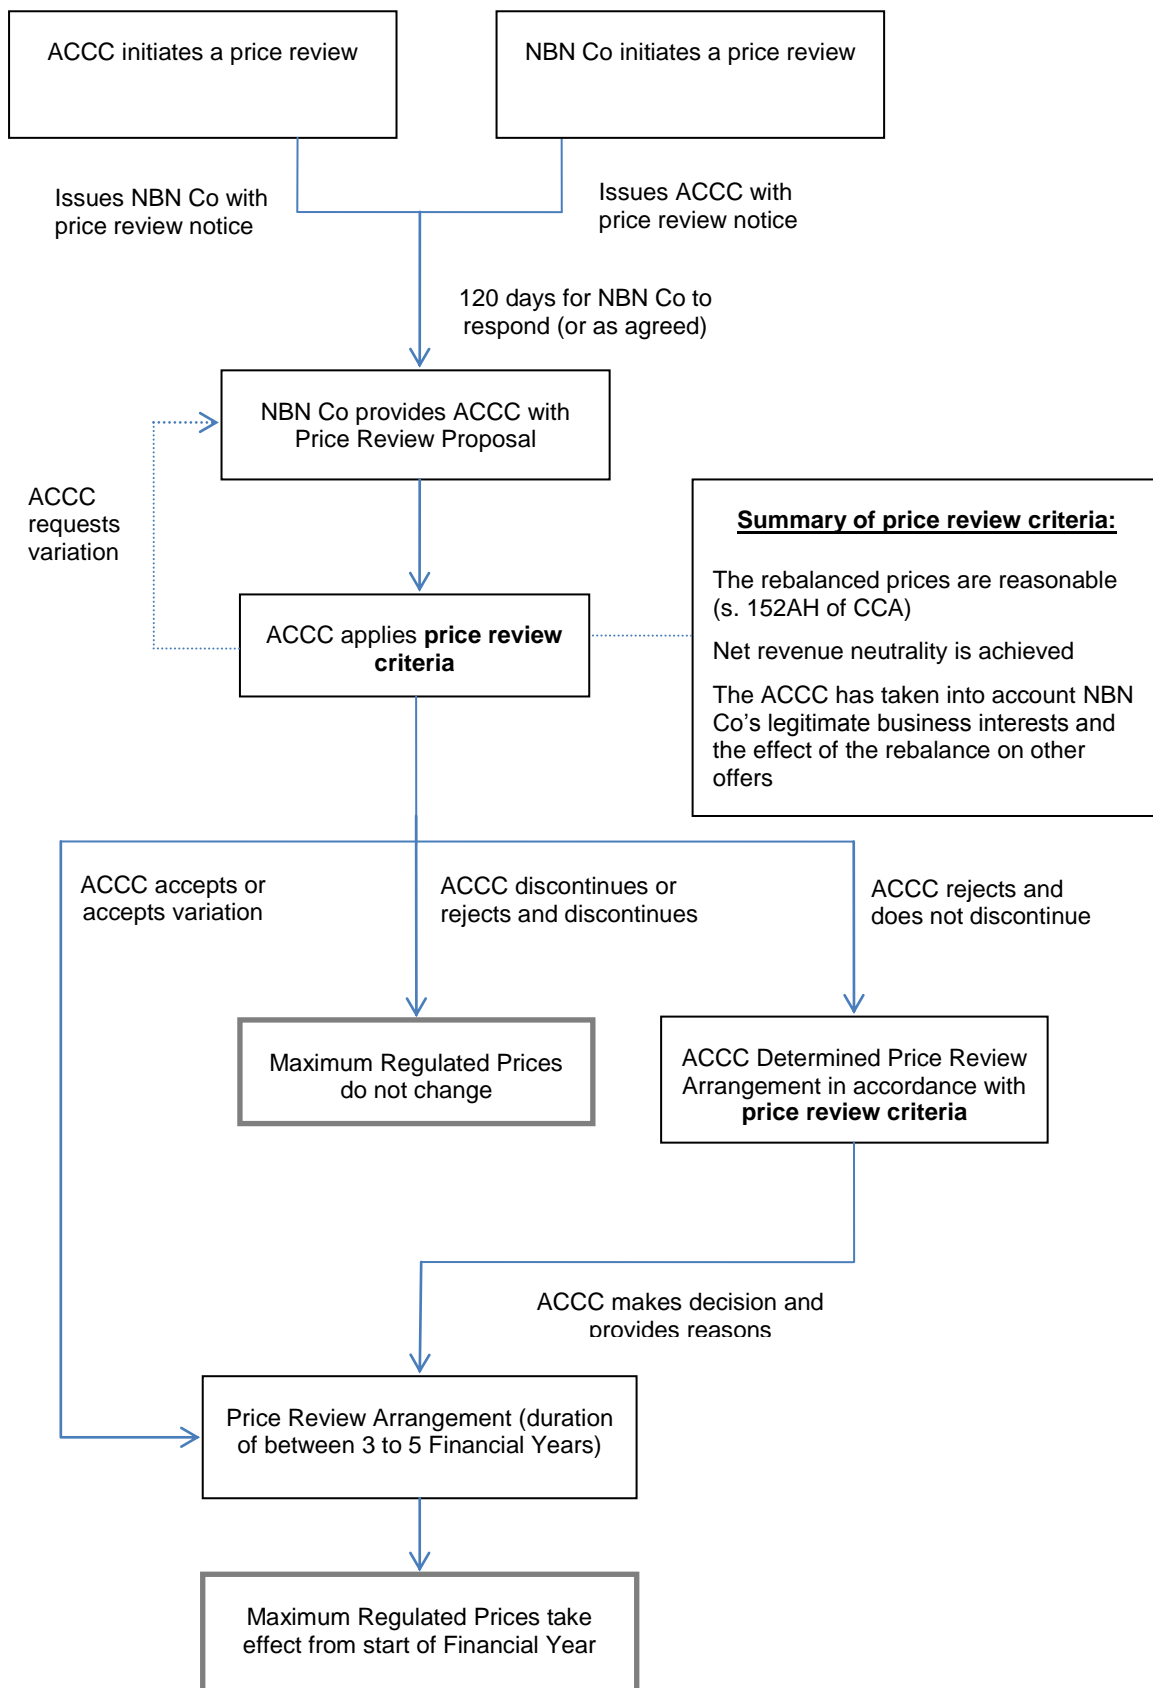 ACCC initiates a price review
NBN Co initiates a price review
Issues NBN Co with
price review notice
Issues ACCC with
price review notice
120 days for NBN Co to
respond (or as agreed)
NBN Co provides ACCC with
Price Review Proposal
ACCC
requests
variation
Summary of price review criteria:
The rebalanced prices are reasonable
(s. 152AH of CCA)
Net revenue neutrality is achieved
The ACCC has taken into account NBN
Co’s legitimate business interests and
the effect of the rebalance on other
offers
ACCC applies price review
criteria
ACCC accepts or
accepts variation
ACCC discontinues or
rejects and discontinues
ACCC rejects and
does not discontinue
Maximum Regulated Prices
do not change
ACCC Determined Price Review
Arrangement in accordance with
price review criteria
ACCC makes decision and
provides reasons
Price Review Arrangement (duration
of between 3 to 5 Financial Years)
Maximum Regulated Prices take
effect from start of Financial Year